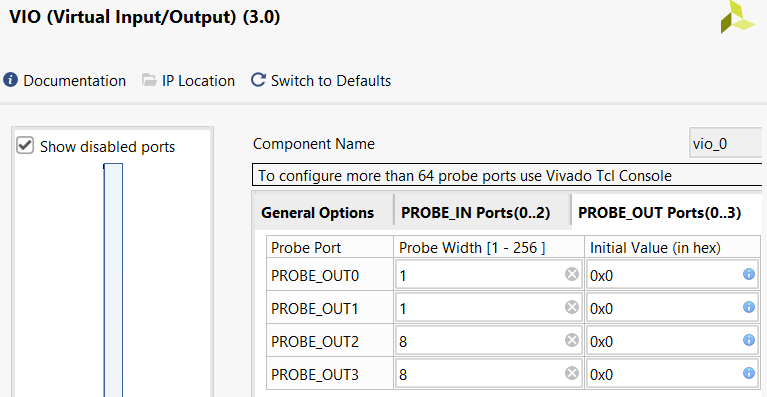 VIO (Virtual Input/Output) (3.0)
Documentation IP Location Switch to Defaults
Show disabled ports
Component Name vio_0
To configure more than 64 probe ports use Vivado Tcl Console
General Options PROBE_IN Ports(0..2) PROBE_OUT Ports(0..3)
Probe Port Probe Width [1 - 256 ] Initial Value (in hex)
PROBE_OUT0 1 0x0
PROBE_OUT1 1 0x0
PROBE_OUT2 8 0x0
PROBE_OUT3 8 0x0